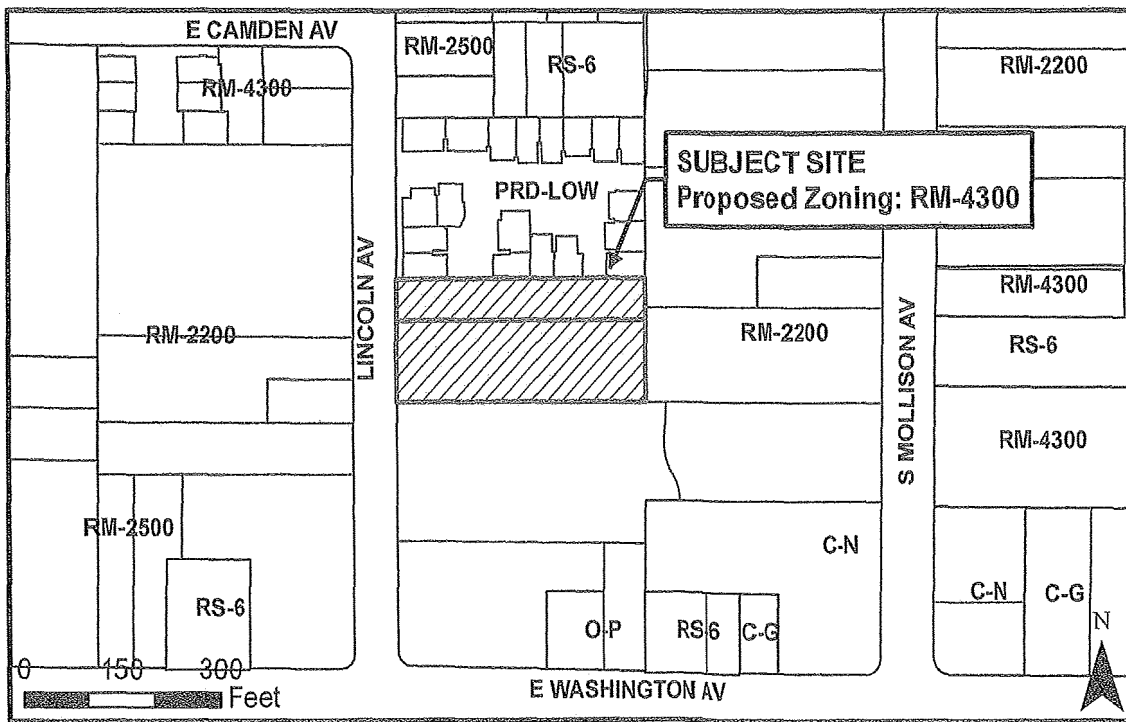 E CAMDEN AV
RM-2500
RS-6
RM-2200
RM-4300
SUBJECT SITE
Proposed Zoning: RM-4300
PRD-LOW
LINCOLN AV
RM-2200
RM-2200
RM-4300
RS-6
S MOLLISON AV
RM-4300
RM-2500
C-N
RS-6
C-N
C-G
O-P
RS-6
C-G
N
0 150 300
Feet
E WASHINGTON AV